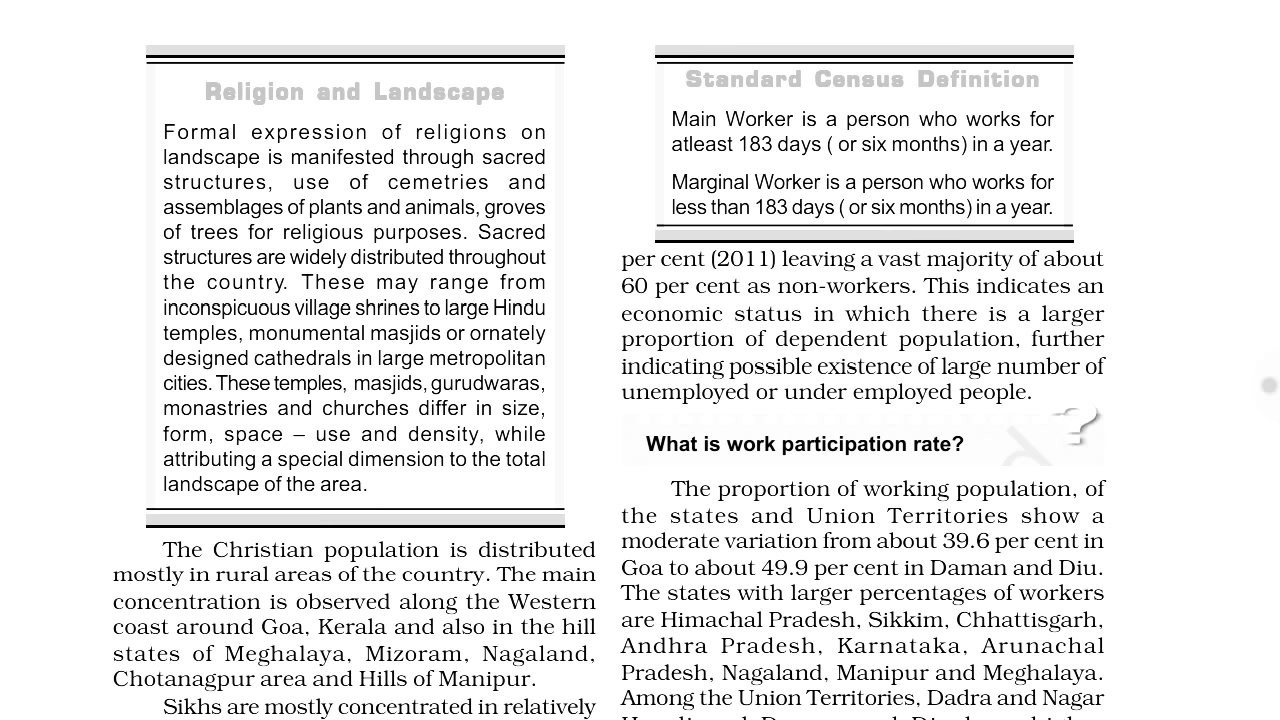 Religion and Landscape
Formal expression of religions on
landscape is manifested through sacred
structures, use of cemetries and
assemblages of plants and animals, groves
of trees for religious purposes. Sacred
structures are widely distributed throughout
the country. These may range from
inconspicuous village shrines to large Hindu
temples, monumental masjids or ornately
designed cathedrals in large metropolitan
cities. These temples, masjids, gurudwaras,
monastries and churches differ in size,
form, space – use and density, while
attributing a special dimension to the total
landscape of the area.
The Christian population is distributed
mostly in rural areas of the country. The main
concentration is observed along the Western
coast around Goa, Kerala and also in the hill
states of Meghalaya, Mizoram, Nagaland,
Chotanagpur area and Hills of Manipur.
Sikhs are mostly concentrated in relatively
Standard Census Definition
Main Worker is a person who works for
atleast 183 days ( or six months) in a year.
Marginal Worker is a person who works for
less than 183 days ( or six months) in a year.
per cent (2011) leaving a vast majority of about
60 per cent as non-workers. This indicates an
economic status in which there is a larger
proportion of dependent population, further
indicating possible existence of large number of
unemployed or under employed people.
What is work participation rate?
?
The proportion of working population, of
the states and Union Territories show a
moderate variation from about 39.6 per cent in
Goa to about 49.9 per cent in Daman and Diu.
The states with larger percentages of workers
are Himachal Pradesh, Sikkim, Chhattisgarh,
Andhra Pradesh, Karnataka, Arunachal
Pradesh, Nagaland, Manipur and Meghalaya.
Among the Union Territories, Dadra and Nagar